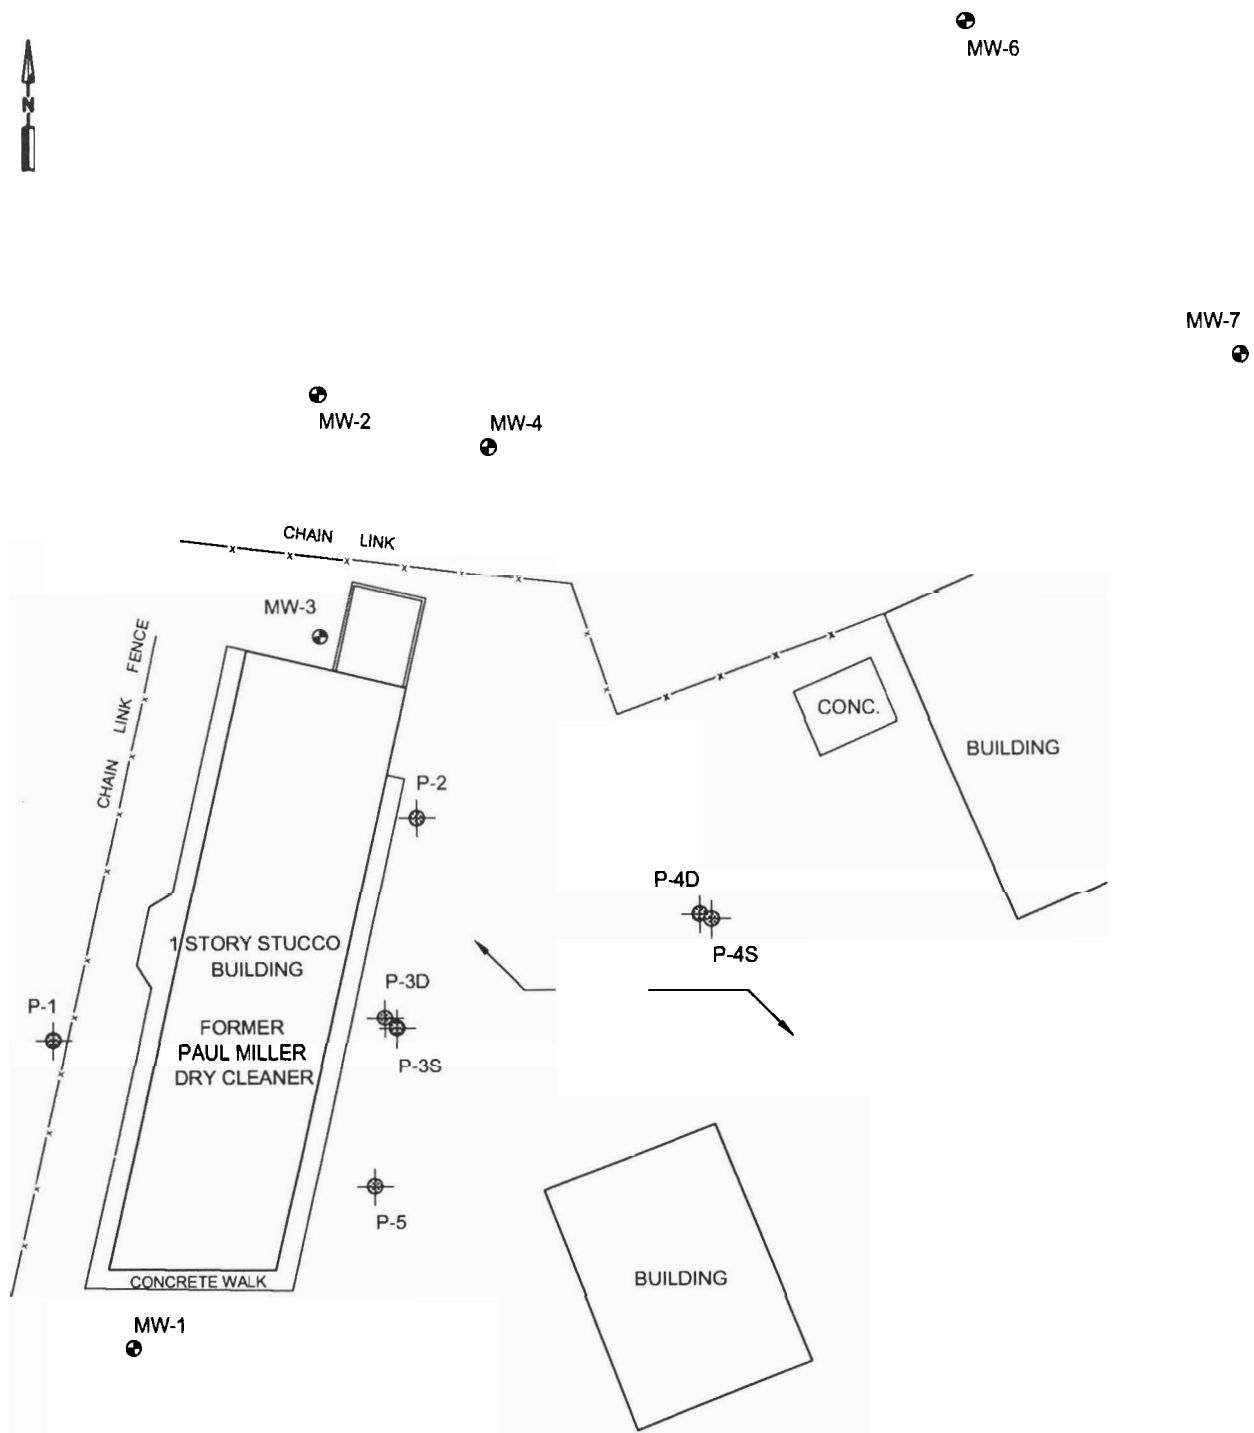 MW-6
N
MW-7
MW-2
MW-4
CHAIN LINK
MW-3
CHAIN LINK FENCE
CONC.
BUILDING
P-2
P-4D
P-4S
1 STORY STUCCO
BUILDING
P-3D
P-1
FORMER
PAUL MILLER
DRY CLEANER
P-3S
P-5
BUILDING
CONCRETE WALK
MW-1